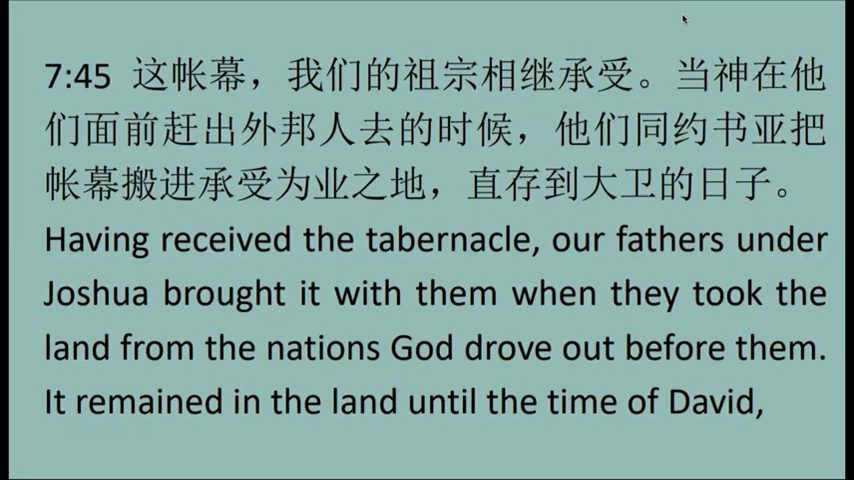 7:45 这帐幕，我们的祖宗相继承受。当神在他
们面前赶出外邦人去的时候，他们同约书亚把
帐幕搬进承受为业之地，直存到大卫的日子。
Having received the tabernacle, our fathers under
Joshua brought it with them when they took the
land from the nations God drove out before them.
It remained in the land until the time of David,